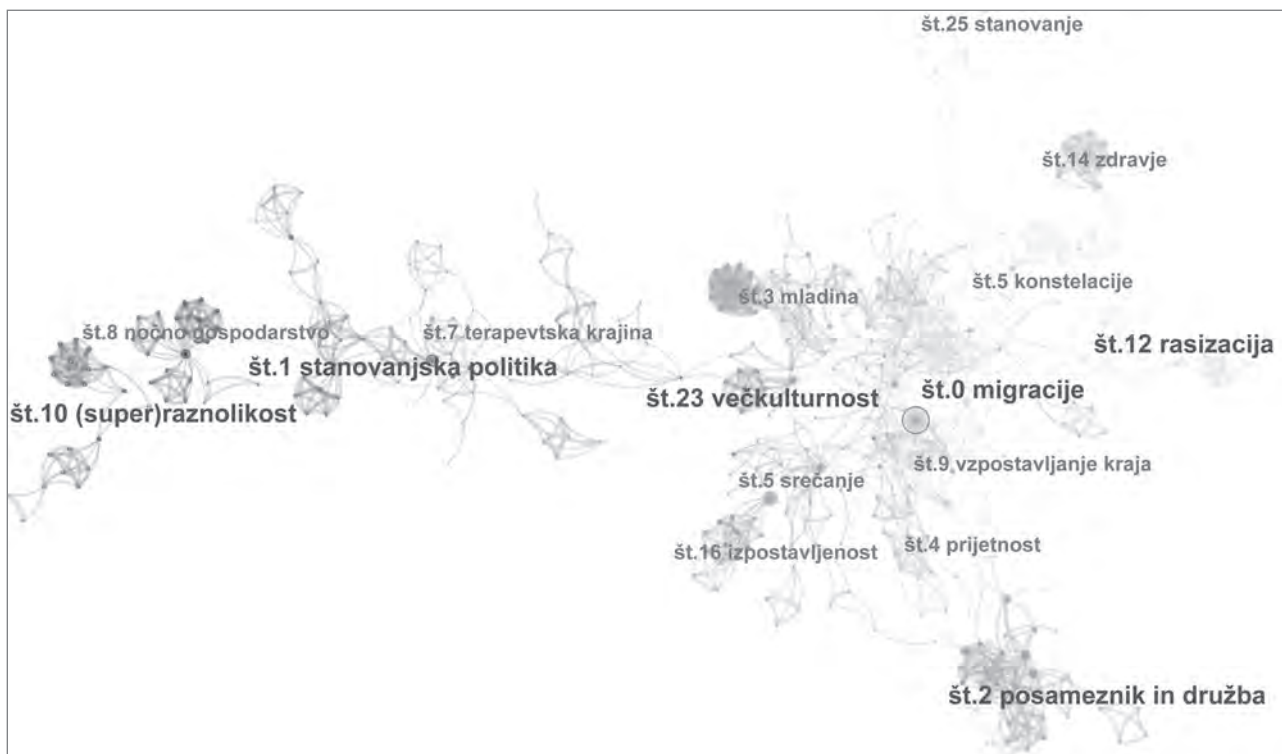 št.25 stanovanje
št.14 zdravje
št.5 konstelacije
št.3 mladina
št.8 nočno gospodarstvo
št.7 terapevtska krajina
št.12 rasizacija
št.1 stanovanjska politika
št.0 migracije
št.23 večkulturnost
št.10 (super)raznolikost
št.9 vzpostavljanje kraja
št.5 srečanje
št.4 prijetnost
št.16 izpostavljenost
št.2 posameznik in družba